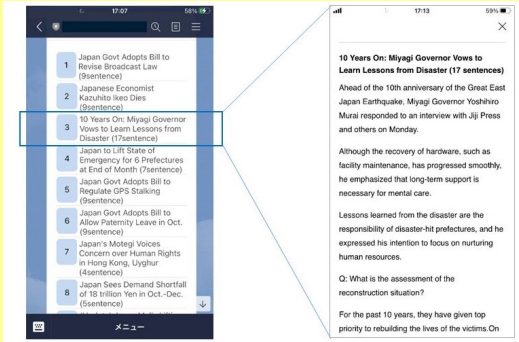 17:07
58%
1
Japan Govt Adopts Bill to
Revise Broadcast Law
(9sentence)
2
Japanese Economist
Kazuhito Ikeo Dies
(9sentence)
3
10 Years On: Miyagi Governor
Vows to Learn Lessons from
Disaster (17sentence)
4
Japan to Lift State of
Emergency for 6 Prefectures
at End of Month (7sentence)
5
Japan Govt Adopts Bill to
Regulate GPS Stalking
(9sentence)
6
Japan Govt Adopts Bill to
Allow Paternity Leave in Oct.
(9sentence)
7
Japan's Motegi Voices
Concern over Human Rights
in Hong Kong, Uyghur
(4sentence)
8
Japan Sees Demand Shortfall
of 18 trillion Yen in Oct.-Dec.
(5sentence)
メニュー
17:13
59%
10 Years On: Miyagi Governor Vows to
Learn Lessons from Disaster (17 sentences)
Ahead of the 10th anniversary of the Great East
Japan Earthquake, Miyagi Governor Yoshihiro
Murai responded to an interview with Jiji Press
and others on Monday.
Although the recovery of hardware, such as
facility maintenance, has progressed smoothly,
he emphasized that long-term support is
necessary for mental care.
Lessons learned from the disaster are the
responsibility of disaster-hit prefectures, and he
expressed his intention to focus on nurturing
human resources.
Q: What is the assessment of the
reconstruction situation?
For the past 10 years, they have given top
priority to rebuilding the lives of the victims.On